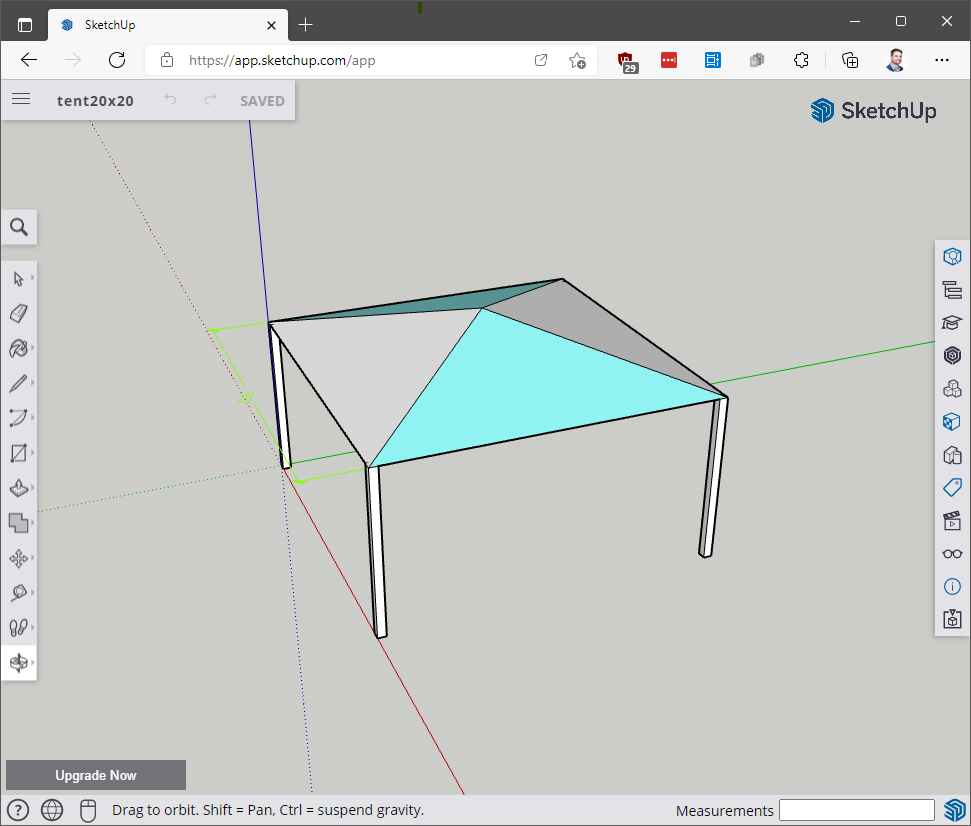 SketchUp
https://app.sketchup.com/app
29
tent20x20
SAVED
SketchUp
20'
Upgrade Now
Drag to orbit. Shift = Pan, Ctrl = suspend gravity.
Measurements